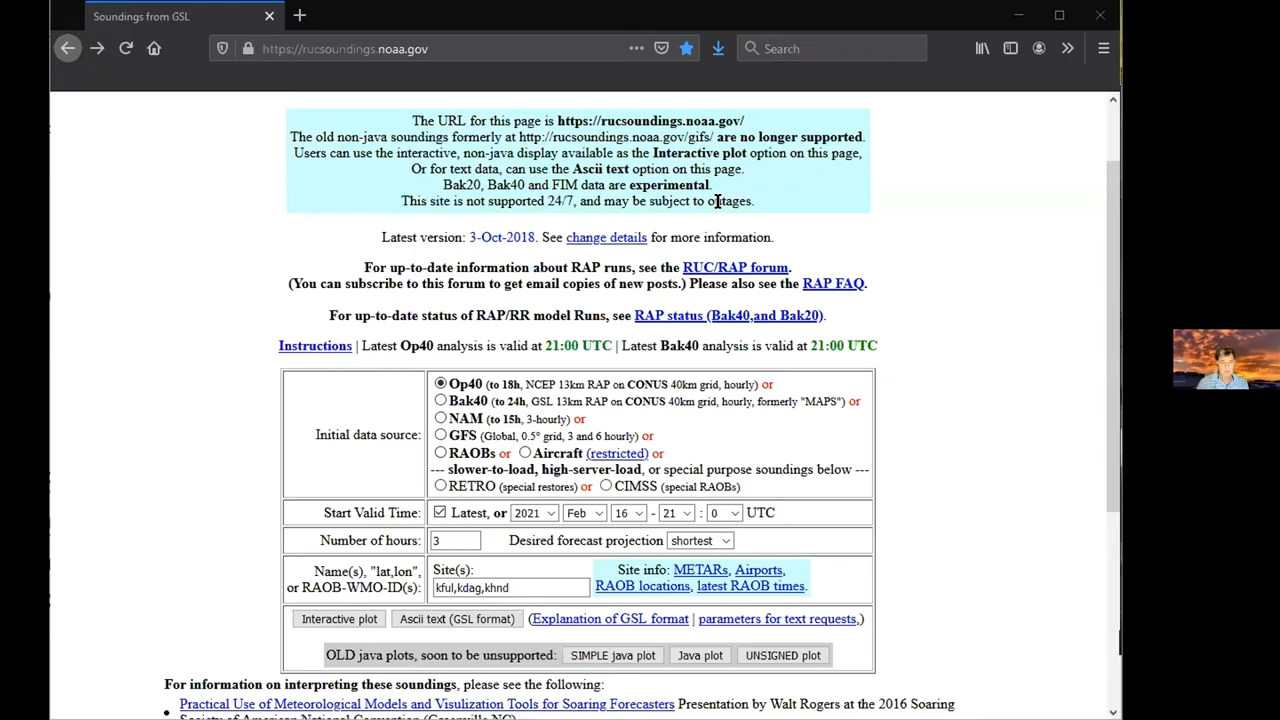 Soundings from GSL
https://rucsoundings.noaa.gov
Search
The URL for this page is https://rucsoundings.noaa.gov/
The old non-java soundings formerly at http://rucsoundings.noaa.gov/gifs/ are no longer supported.
Users can use the interactive, non-java display available as the Interactive plot option on this page,
Or for text data, can use the Ascii text option on this page.
Bak20, Bak40 and FIM data are experimental.
This site is not supported 24/7, and may be subject to outages.
Latest version: 3-Oct-2018. See change details for more information.
For up-to-date information about RAP runs, see the RUC/RAP forum.
(You can subscribe to this forum to get email copies of new posts.) Please also see the RAP FAQ.
For up-to-date status of RAP/RR model Runs, see RAP status (Bak40,and Bak20).
Instructions | Latest Op40 analysis is valid at 21:00 UTC | Latest Bak40 analysis is valid at 21:00 UTC
Initial data source:
Op40 (to 18h, NCEP 13km RAP on CONUS 40km grid, hourly) or
Bak40 (to 24h, GSL 13km RAP on CONUS 40km grid, hourly, formerly "MAPS") or
NAM (to 15h, 3-hourly) or
GFS (Global, 0.5° grid, 3 and 6 hourly) or
RAOBs or Aircraft (restricted) or
--- slower-to-load, high-server-load, or special purpose soundings below ---
RETRO (special restores) or CIMSS (special RAOBs)
Start Valid Time: Latest, or 2021 Feb 16 - 21 : 0 UTC
Number of hours: 3 Desired forecast projection shortest
Name(s), "lat,lon",
or RAOB-WMO-ID(s):
Site(s):
kful,kdag,khnd
Site info: METARs, Airports,
RAOB locations, latest RAOB times.
Interactive plot Ascii text (GSL format) (Explanation of GSL format | parameters for text requests,)
OLD java plots, soon to be unsupported: SIMPLE java plot Java plot UNSIGNED plot
For information on interpreting these soundings, please see the following:
Practical Use of Meteorological Models and Visulization Tools for Soaring Forecasters Presentation by Walt Rogers at the 2016 Soaring
Society of American National Convention (Greenville NC)